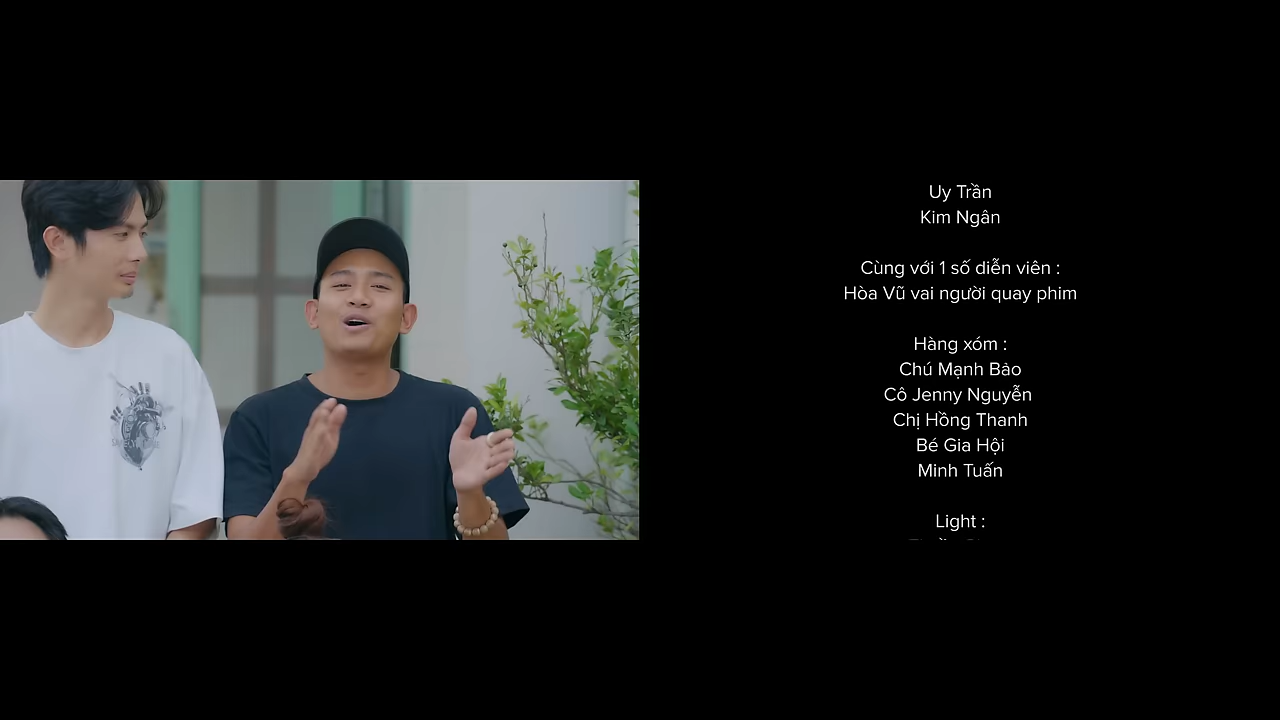 Uy Trần
Kim Ngân
Cùng với 1 số diễn viên :
Hòa Vũ vai người quay phim
Hàng xóm :
Chú Mạnh Bảo
Cô Jenny Nguyễn
Chị Hồng Thanh
Bé Gia Hội
Minh Tuấn
Light :